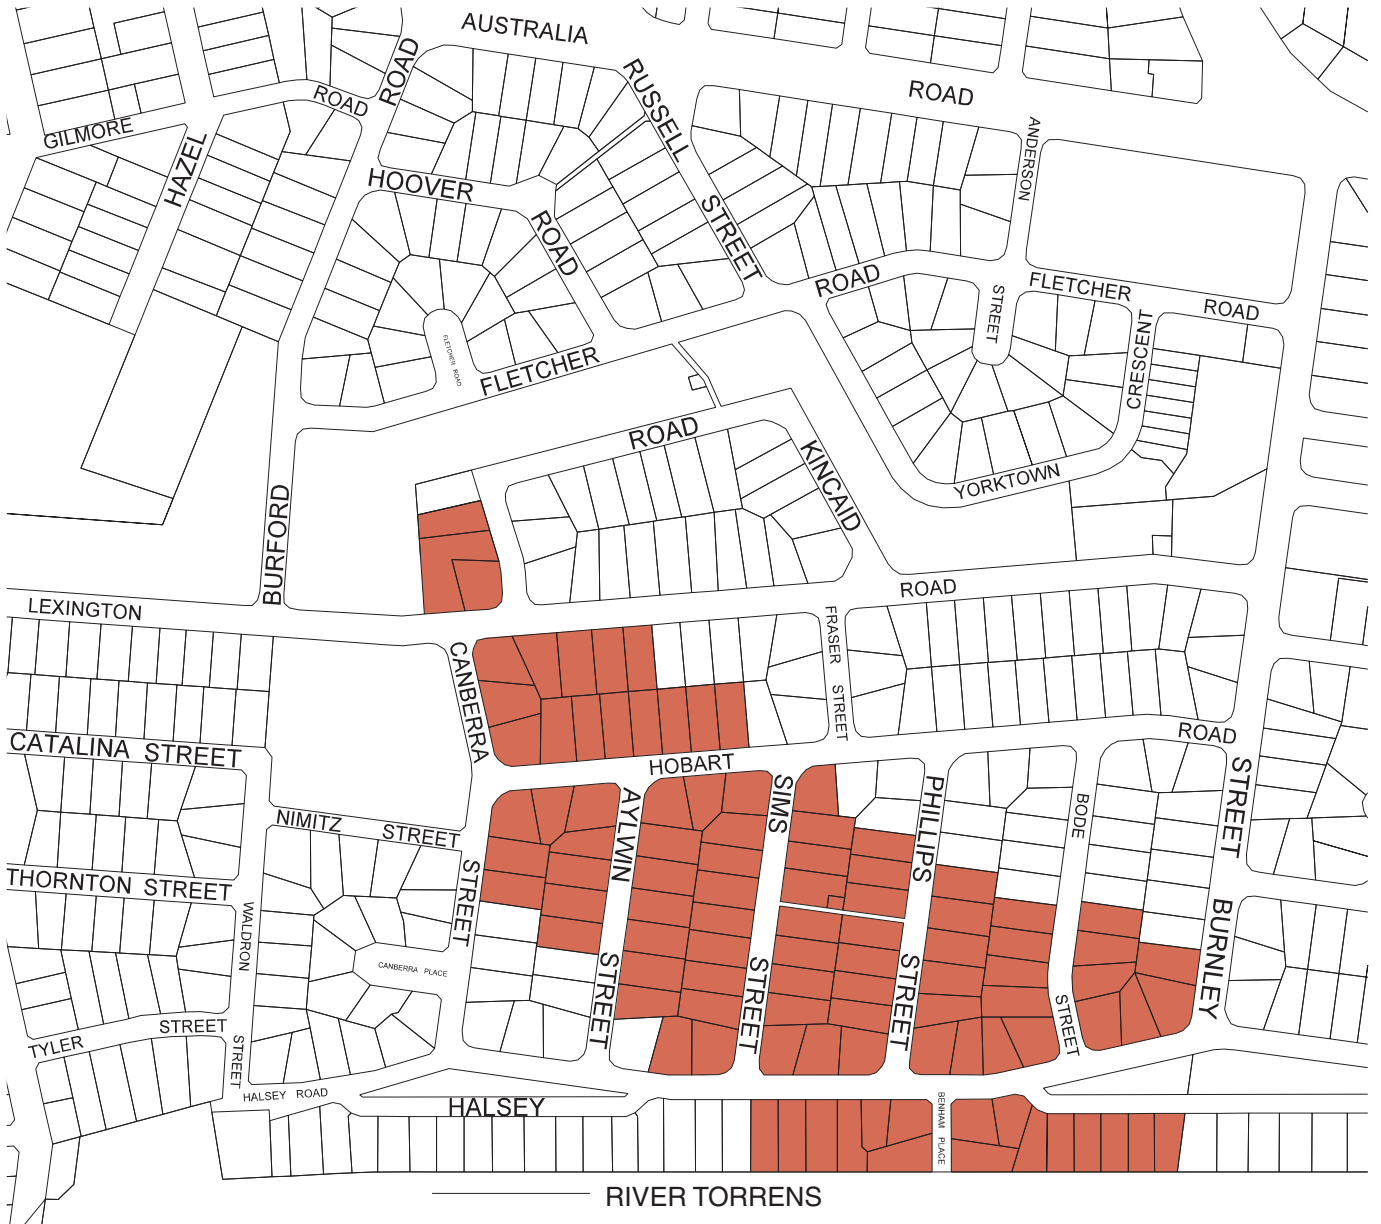 AUSTRALIA
ROAD
ROAD
ROAD
GILMORE
HAZEL
RUSSELL
STREET
ANDERSON
STREET
HOOVER
ROAD
ROAD
FLETCHER
ROAD
FLETCHER ROAD
FLETCHER
CRESCENT
YORKTOWN
ROAD
KINCAID
BURFORD
LEXINGTON
ROAD
FRASER
STREET
CANBERRA
STREET
CATALINA STREET
HOBART
ROAD
NIMITZ STREET
AYLWIN
STREET
SIMS
STREET
PHILLIPS
STREET
BODE
STREET
STREET
BURNLEY
THORNTON STREET
WALDRON
STREET
CANBERRA PLACE
TYLER
STREET
HALSEY ROAD
HALSEY
BENHAM PLACE
RIVER TORRENS